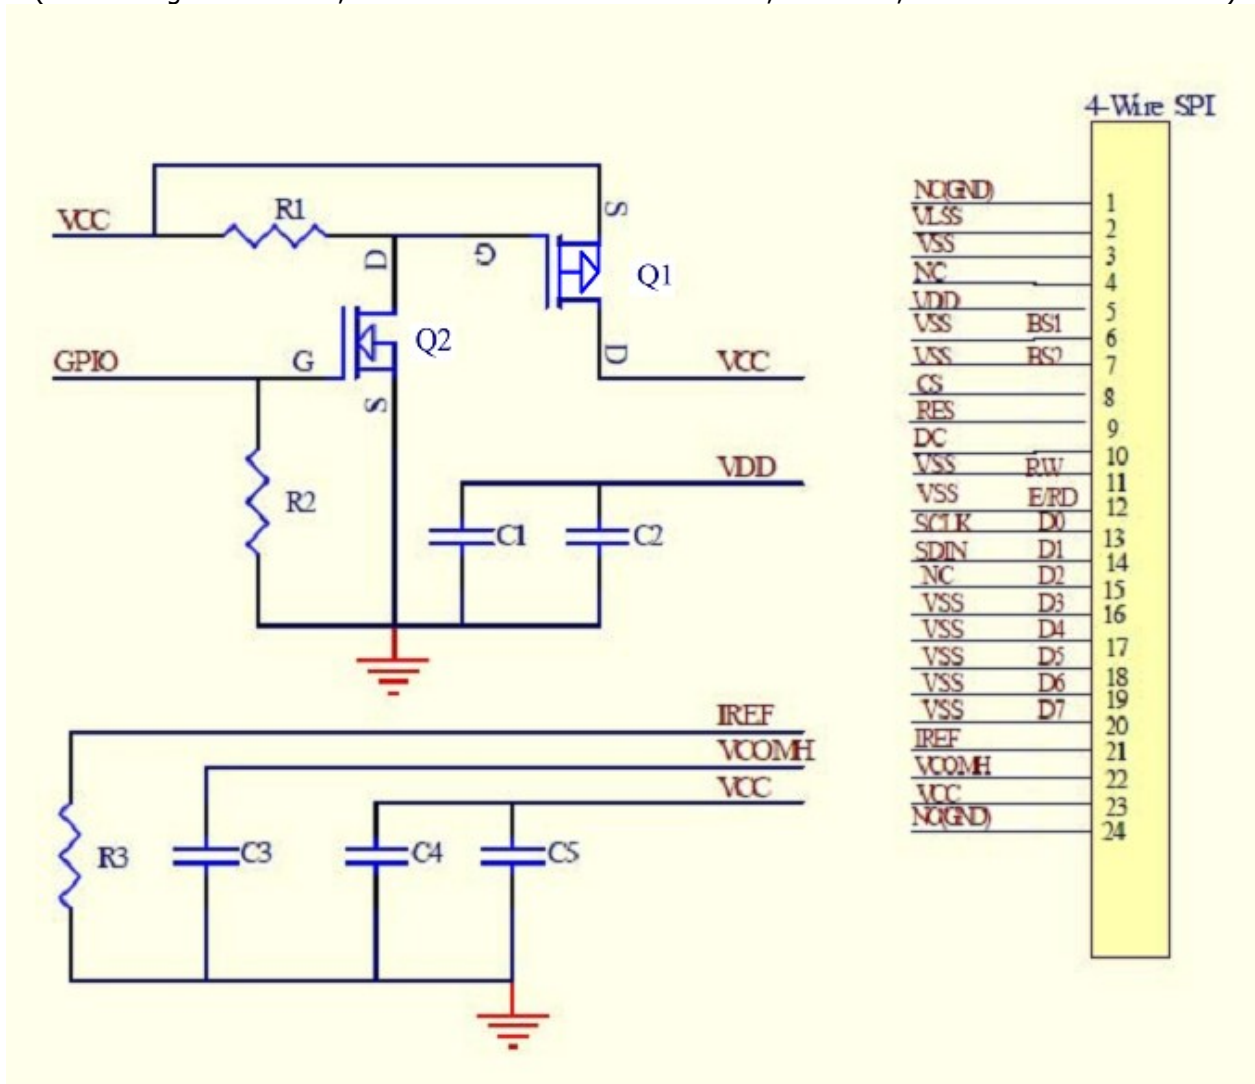 4-Wire SPI
VCC
R1
S
D
G
Q1
Q2
GPIO
G
D
VCC
S
R2
VDD
C1
C2
IREF
VCOMH
VCC
R3
C3
C4
C5
NC(GND) 1
VLSS 2
VSS 3
NC 4
VDD 5
VSS BS1 6
VSS BS2 7
CS 8
RES 9
DC 10
VSS RW 11
VSS E/RD 12
SCLK D0 13
SDIN D1 14
NC D2 15
VSS D3 16
VSS D4 17
VSS D5 18
VSS D6 19
VSS D7 20
IREF 21
VCOMH 22
VCC 23
NC(GND) 24